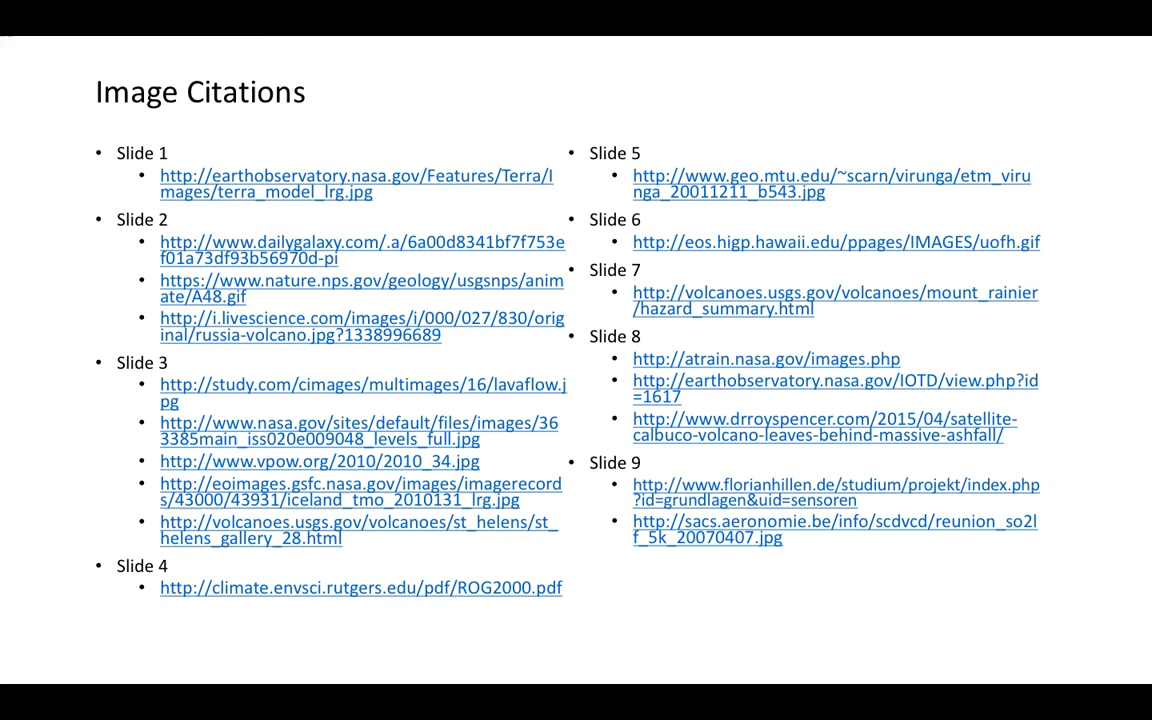 Image Citations
• Slide 1
• http://earthobservatory.nasa.gov/Features/Terra/I
mages/terra_model_lrg.jpg
• Slide 2
• http://www.dailygalaxy.com/.a/6a00d8341bf7f753e
f01a73df93b56970d-pi
• https://www.nature.nps.gov/geology/usgsnps/anim
ate/A48.gif
• http://i.livescience.com/images/i/000/027/830/orig
inal/russia-volcano.jpg?1338996689
• Slide 3
• http://study.com/cimages/multimages/16/lavaflow.j
pg
• http://www.nasa.gov/sites/default/files/images/36
3385main_iss020e009048_levels_full.jpg
• http://www.vpow.org/2010/2010_34.jpg
• http://eoimages.gsfc.nasa.gov/images/imagerecord
s/43000/43931/iceland_tmo_2010131_lrg.jpg
• http://volcanoes.usgs.gov/volcanoes/st_helens/st_
helens_gallery_28.html
• Slide 4
• http://climate.envsci.rutgers.edu/pdf/ROG2000.pdf
• Slide 5
• http://www.geo.mtu.edu/~scarn/virunga/etm_viru
nga_20011211_b543.jpg
• Slide 6
• http://eos.higp.hawaii.edu/ppages/IMAGES/uofh.gif
• Slide 7
• http://volcanoes.usgs.gov/volcanoes/mount_rainier
/hazard_summary.html
• Slide 8
• http://atrain.nasa.gov/images.php
• http://earthobservatory.nasa.gov/IOTD/view.php?id
=1617
• http://www.drroyspencer.com/2015/04/satellite-
calbuco-volcano-leaves-behind-massive-ashfall/
• Slide 9
• http://www.florianhillen.de/studium/projekt/index.php
?id=grundlagen&uid=sensoren
• http://sacs.aeronomie.be/info/scdvcd/reunion_so2l
f_5k_20070407.jpg